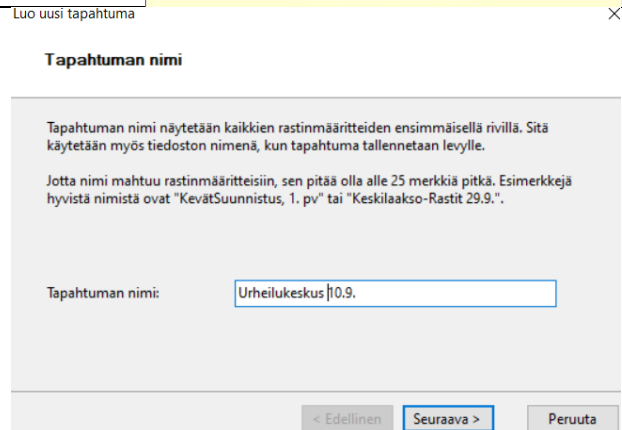 Luo uusi tapahtuma
Tapahtuman nimi
Tapahtuman nimi näytetään kaikkien rastinmääritteiden ensimmäisellä rivillä. Sitä
käytetään myös tiedoston nimenä, kun tapahtuma tallennetaan levylle.
Jotta nimi mahtuu rastinmääritteisiin, sen pitää olla alle 25 merkkiä pitkä. Esimerkkejä
hyvistä nimistä ovat "KevätSuunnistus, 1. pv" tai "Keskilaakso-Rastit 29.9.".
Tapahtuman nimi: Urheilukeskus 10.9.
< Edellinen Seuraava > Peruuta